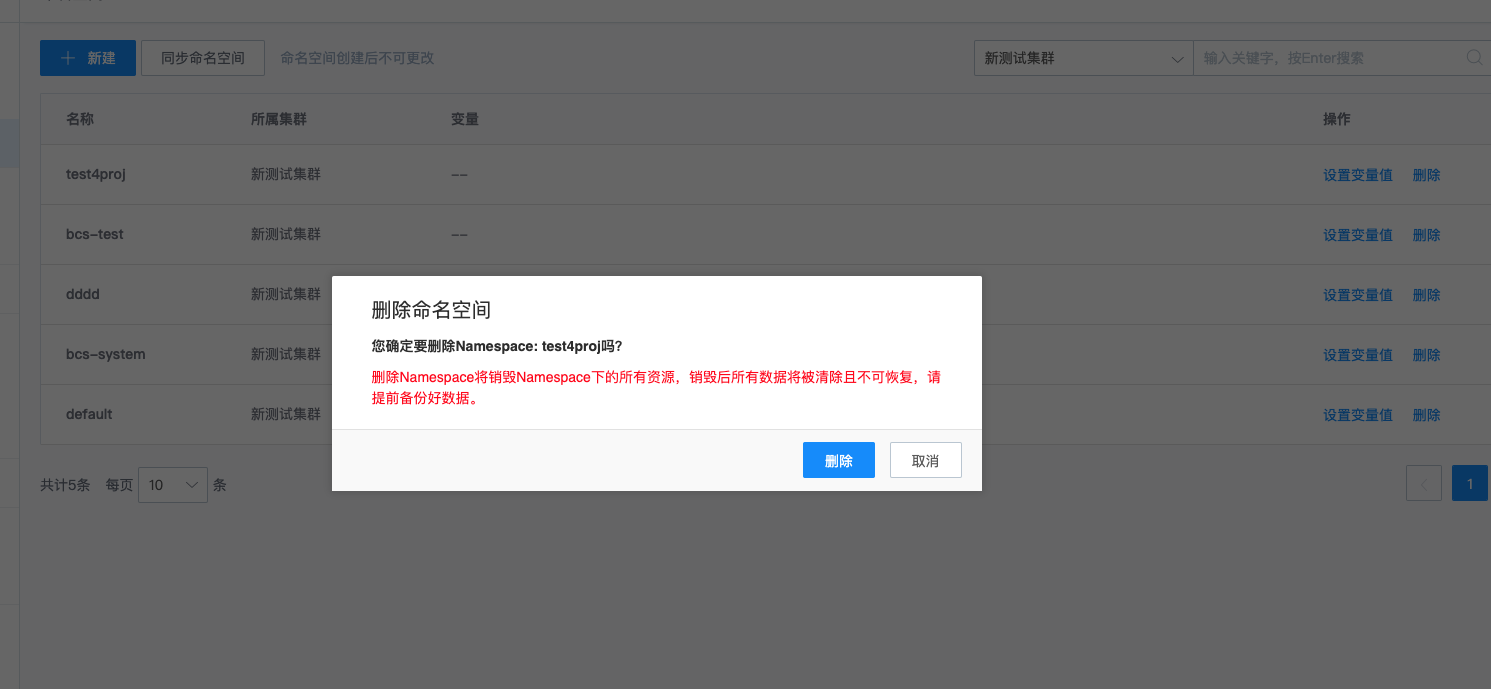 新建
同步命名空间
命名空间创建后不可更改
新测试集群
输入关键字，按Enter搜索
名称
所属集群
变量
操作
test4proj
新测试集群
--
设置变量值
删除
bcs-test
新测试集群
--
设置变量值
删除
dddd
新测试集群
设置变量值
删除
bcs-system
新测试集群
设置变量值
删除
default
新测试集群
设置变量值
删除
删除命名空间
您确定要删除Namespace: test4proj吗?
删除Namespace将销毁Namespace下的所有资源，销毁后所有数据将被清除且不可恢复，请
提前备份好数据。
删除
取消
共计5条
每页
10
条
1